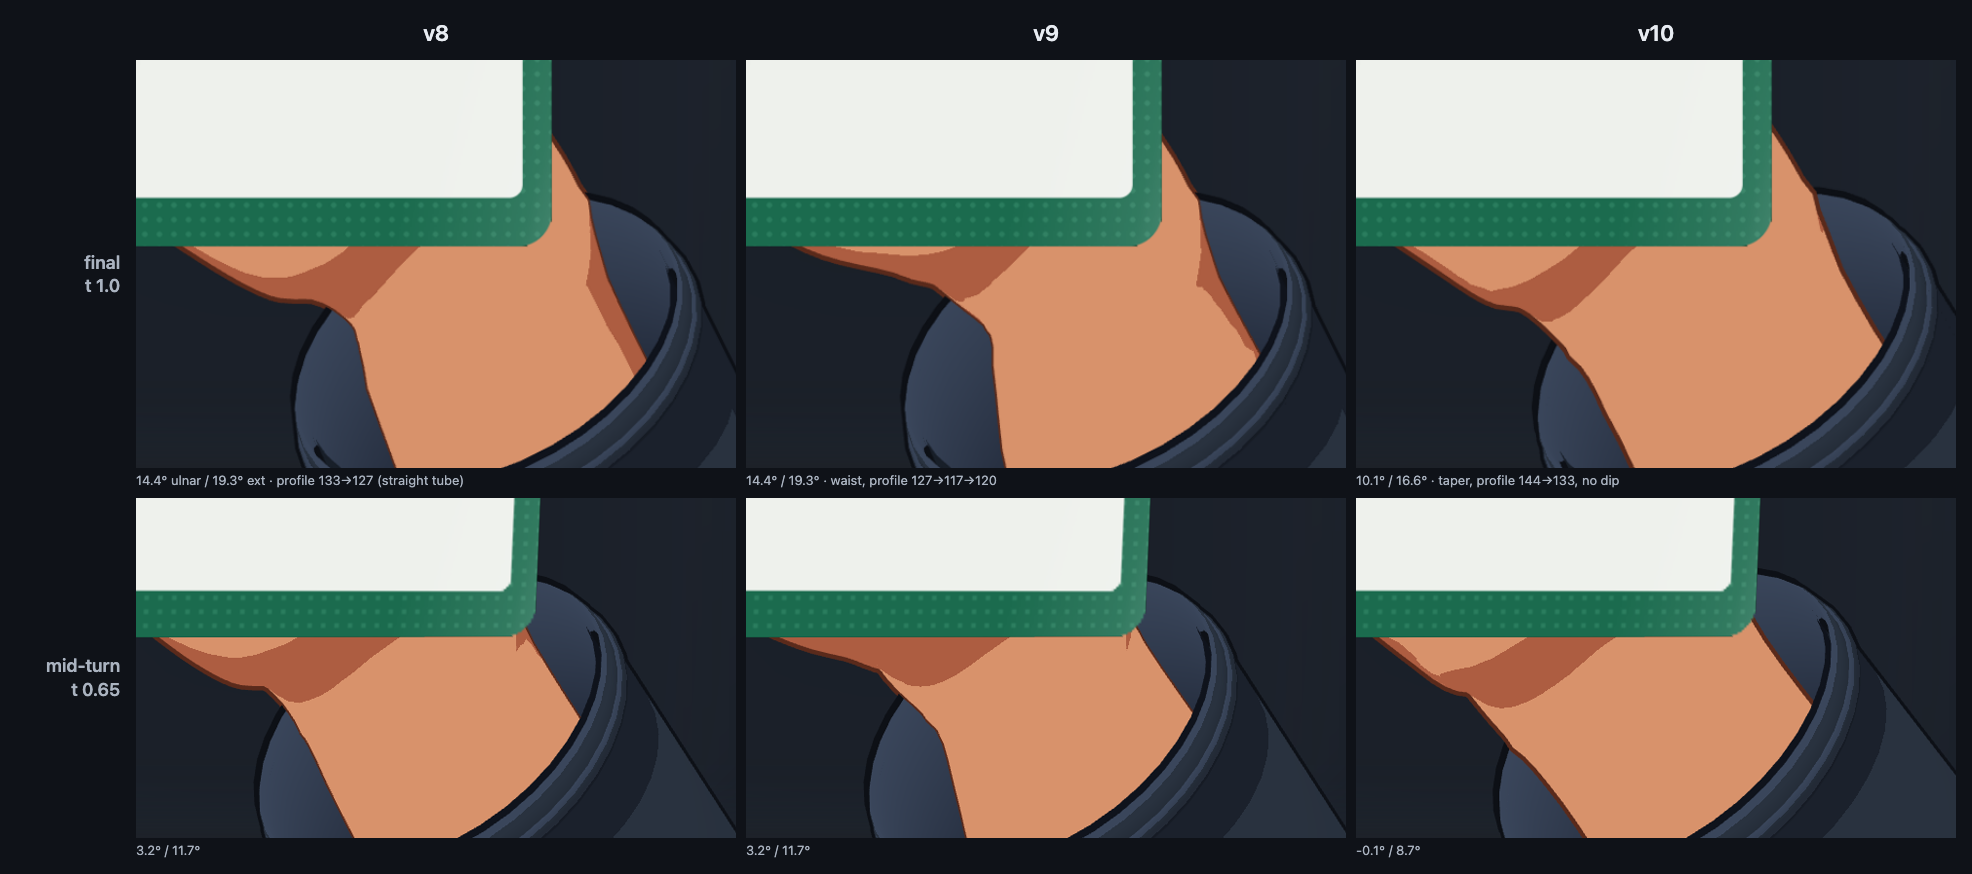 v8
v9
v10
final
t 1.0
14.4° ulnar / 19.3° ext · profile 133→127 (straight tube)
14.4° / 19.3° · waist, profile 127→117→120
10.1° / 16.6° · taper, profile 144→133, no dip
mid-turn
t 0.65
3.2° / 11.7°
3.2° / 11.7°
-0.1° / 8.7°